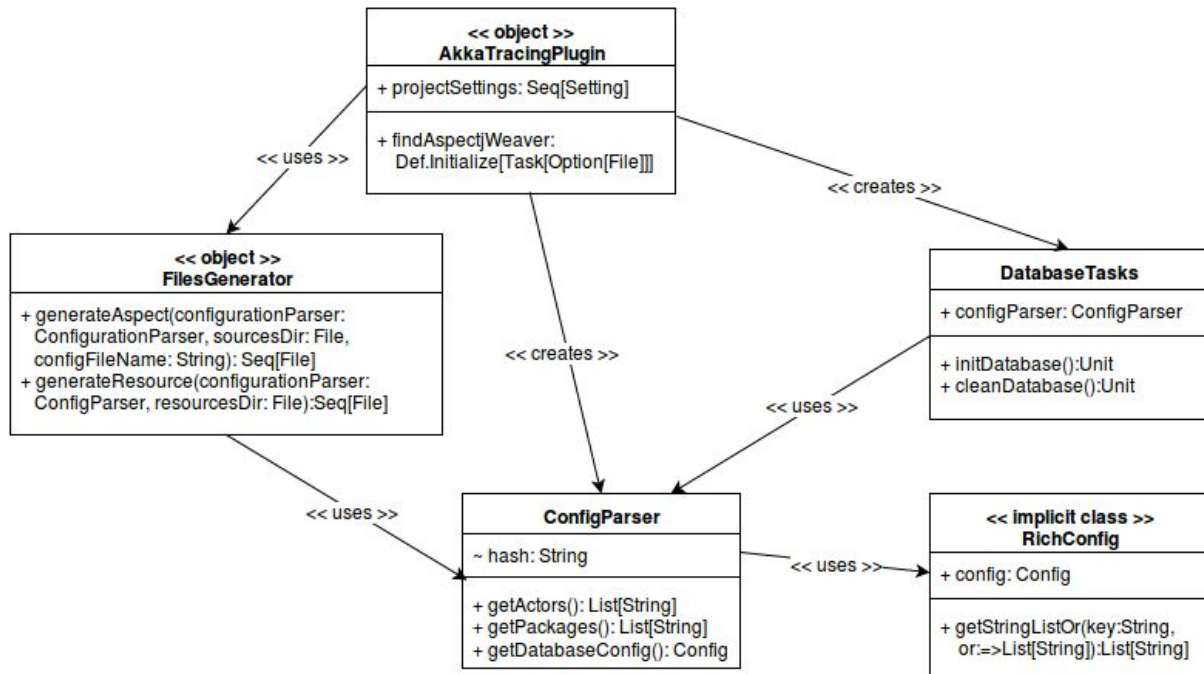 << object >>
AkkaTracingPlugin
+ projectSettings: Seq[Setting]
+ findAspectjWeaver:
Def.Initialize[Task[Option[File]]]
<< uses >>
<< creates >>
<< object >>
FilesGenerator
+ generateAspect(configurationParser:
ConfigurationParser, sourcesDir: File,
configFileName: String): Seq[File]
+ generateResource(configurationParser:
ConfigParser, resourcesDir: File):Seq[File]
<< creates >>
DatabaseTasks
+ configParser: ConfigParser
+ initDatabase():Unit
+ cleanDatabase():Unit
<< uses >>
<< uses >>
ConfigParser
~ hash: String
+ getActors(): List[String]
+ getPackages(): List[String]
+ getDatabaseConfig(): Config
<< uses >>
<< implicit class >>
RichConfig
+ config: Config
+ getStringListOr(key:String,
or:=>List[String]):List[String]